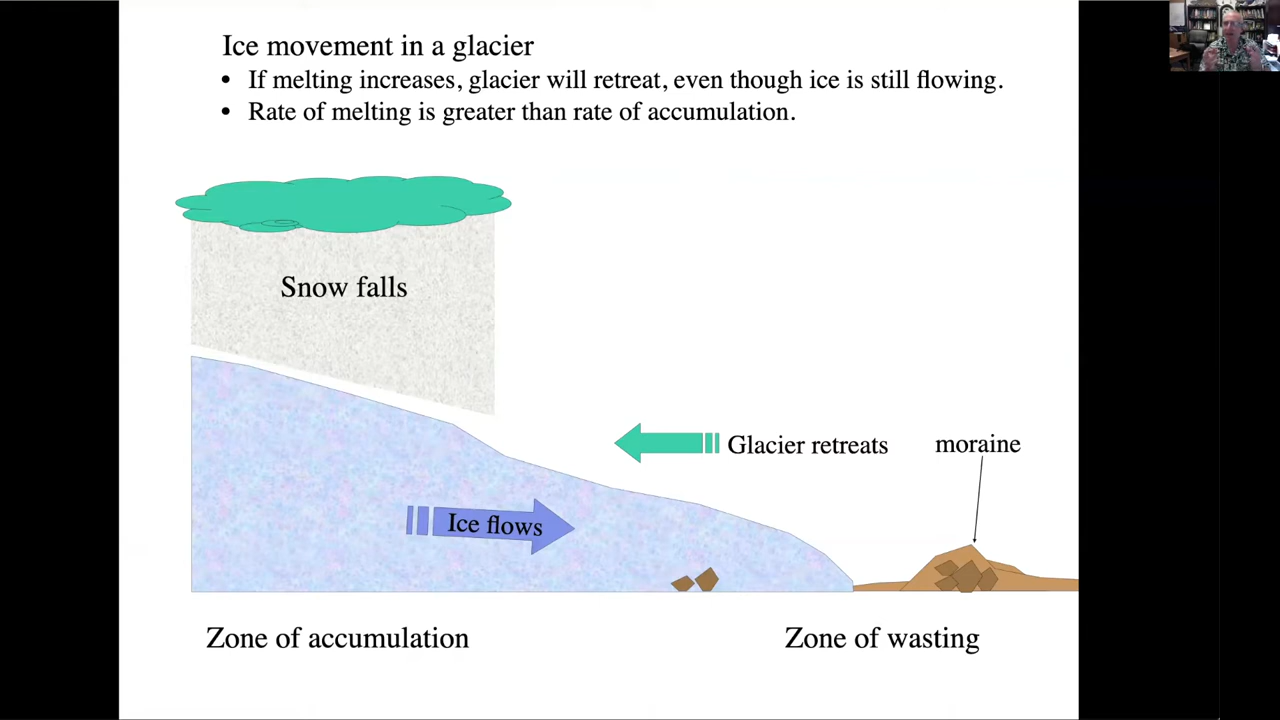 Ice movement in a glacier
• If melting increases, glacier will retreat, even though ice is still flowing.
• Rate of melting is greater than rate of accumulation.
Snow falls
Glacier retreats
moraine
Ice flows
Zone of accumulation
Zone of wasting